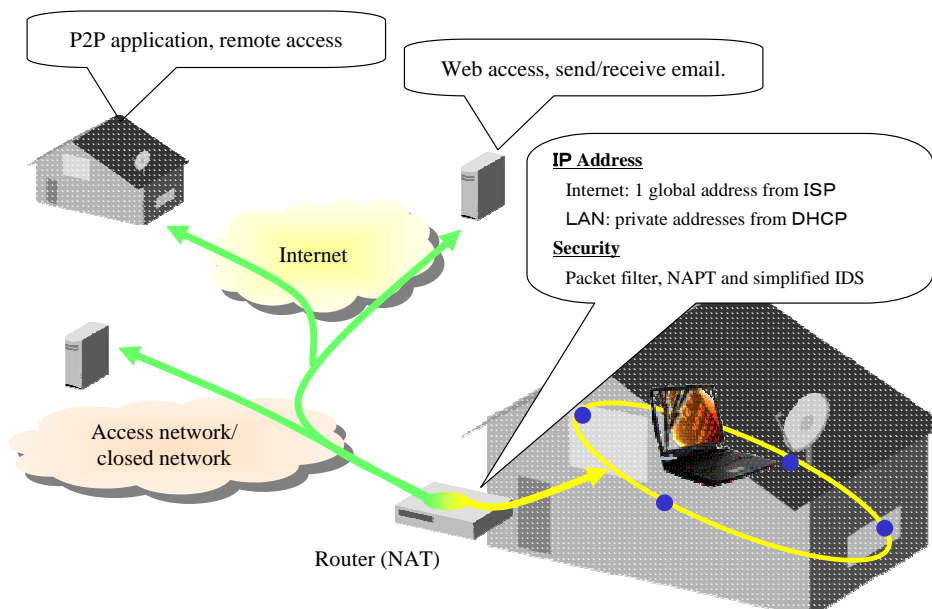 P2P application, remote access
Web access, send/receive email.
IP Address
Internet: 1 global address from ISP
LAN: private addresses from DHCP
Security
Packet filter, NAPT and simplified IDS
Internet
Access network/
closed network
Router (NAT)